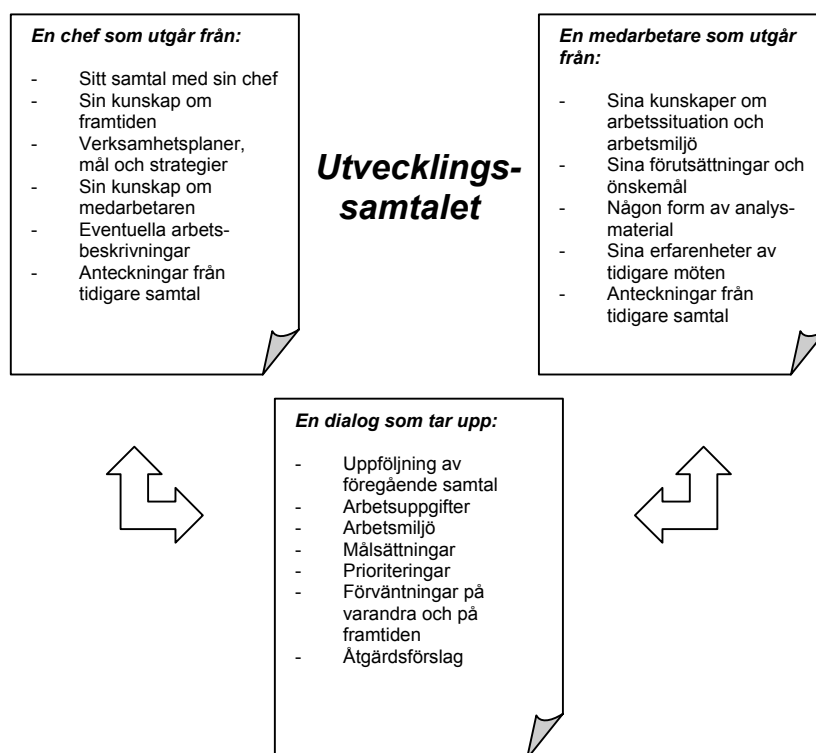 En chef som utgår från:
- Sitt samtal med sin chef
- Sin kunskap om
framtiden
- Verksamhetsplaner,
mål och strategier
- Sin kunskap om
medarbetaren
- Eventuella arbets-
beskrivningar
- Anteckningar från
tidigare samtal
Utvecklings-
samtalet
En medarbetare som utgår
från:
- Sina kunskaper om
arbetssituation och
arbetsmiljö
- Sina förutsättningar och
önskemål
- Någon form av analys-
material
- Sina erfarenheter av
tidigare möten
- Anteckningar från
tidigare samtal
En dialog som tar upp:
- Uppföljning av
föregående samtal
- Arbetsuppgifter
- Arbetsmiljö
- Målsättningar
- Prioriteringar
- Förväntningar på
varandra och på
framtiden
- Åtgärdsförslag